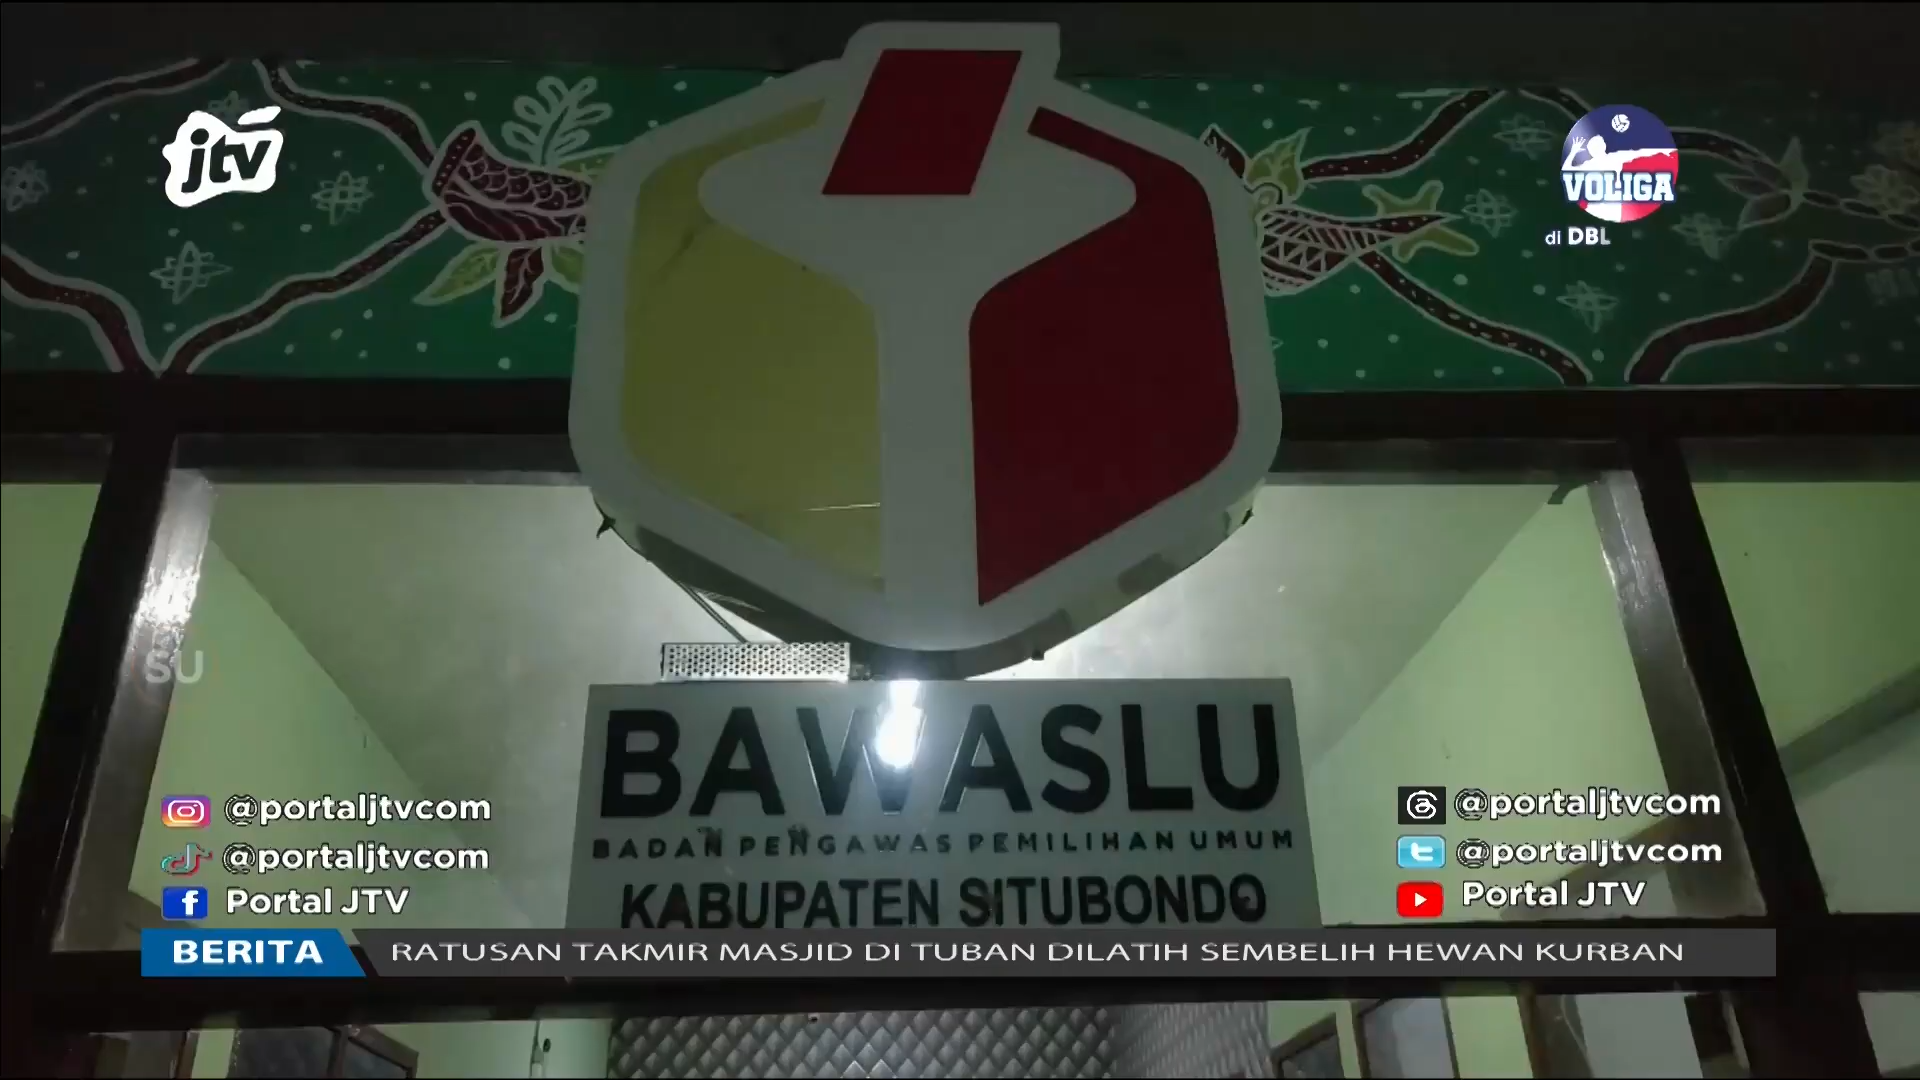 jtv
VOLIGA
di DBL
SU
BAWASLU
BADAN PENGAWAS PEMILIHAN UMUM
KABUPATEN SITUBONDO
@portaljtvcom
@portaljtvcom
Portal JTV
@portaljtvcom
@portaljtvcom
Portal JTV
BERITA
RATUSAN TAKMIR MASJID DI TUBAN DILATIH SEMBELIH HEWAN KURBAN